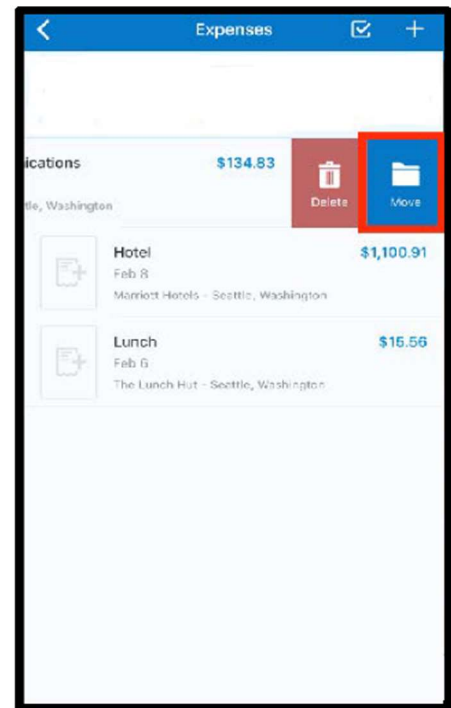 Expenses
ications $134.83
tle, Washington
Delete Move
Hotel $1,100.91
Feb 8
Marriott Hotels - Seattle, Washington
Lunch $15.56
Feb 6
The Lunch Hut - Seattle, Washington